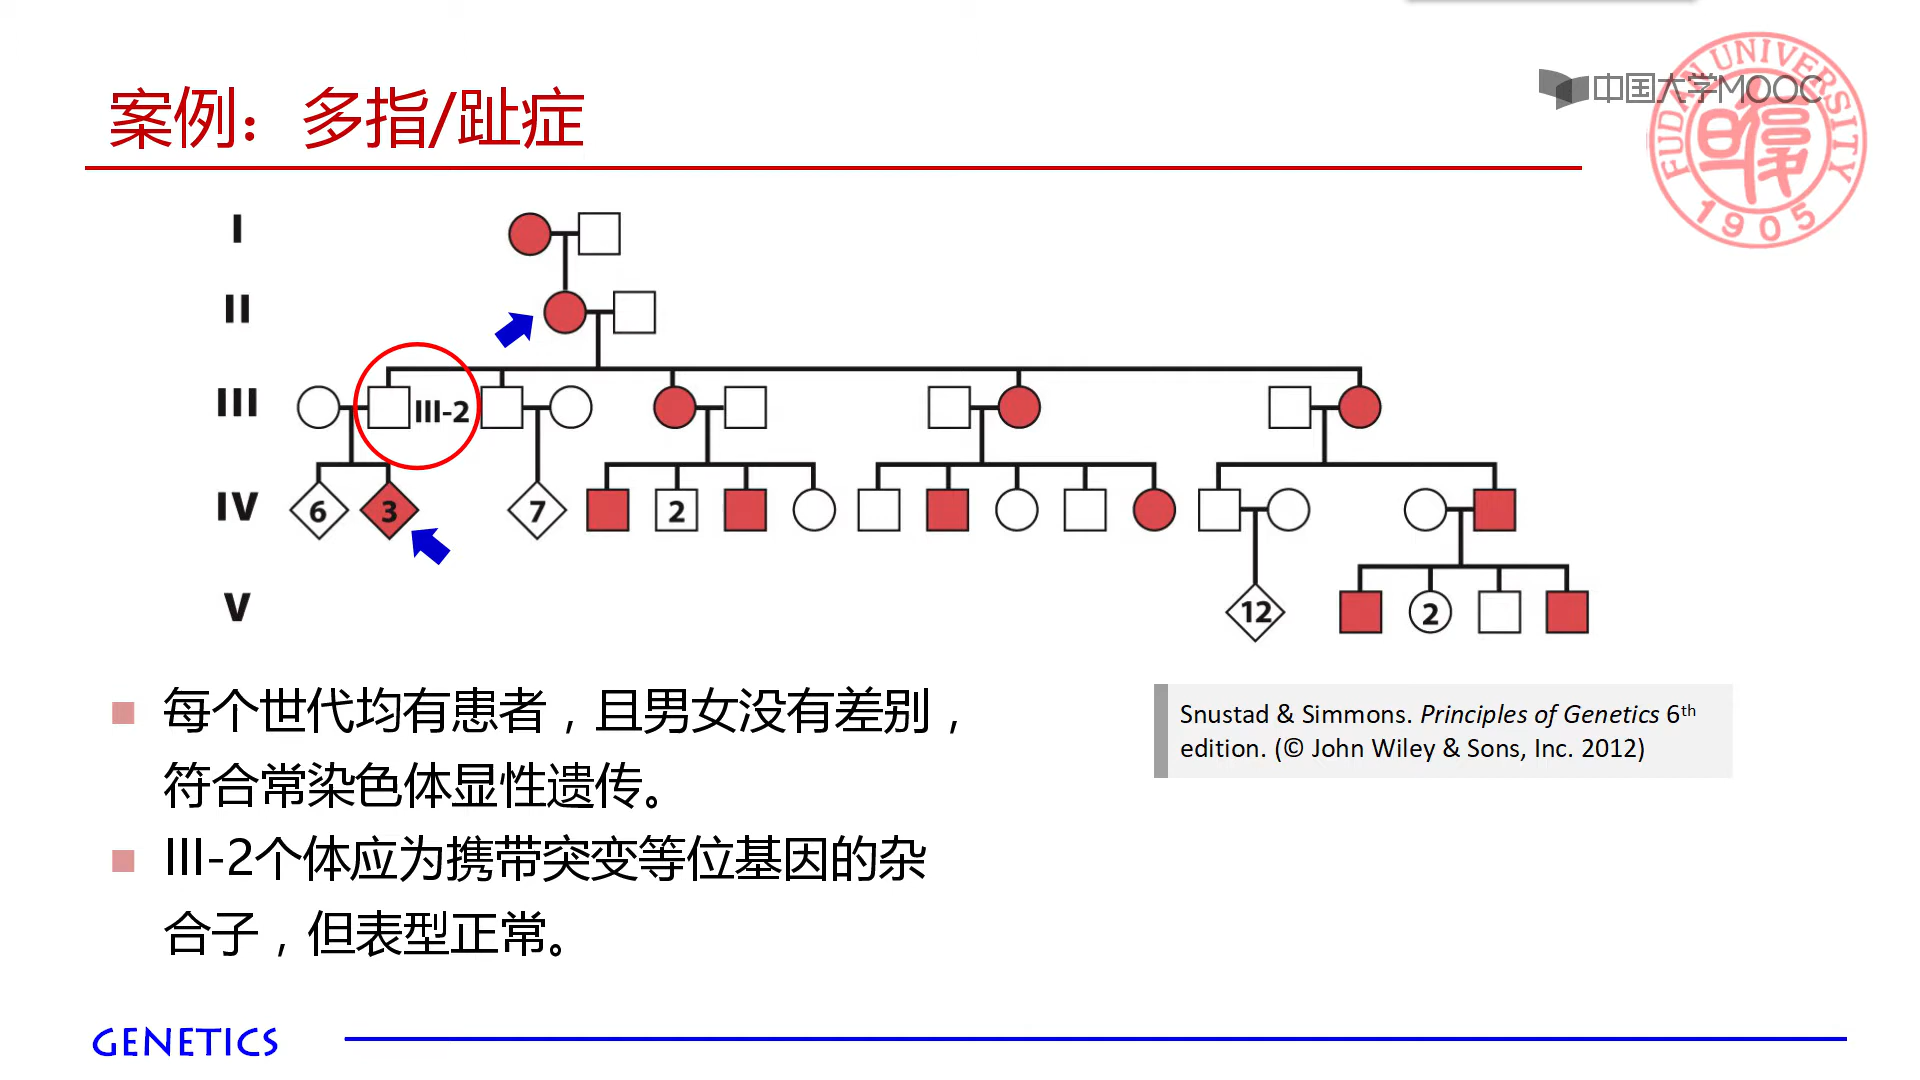 中国大学MOOC
FUDAN UNIVERSITY
1905
案例：多指/趾症
I
II
III
III-2
IV
6
3
7
2
V
12
2
每个世代均有患者，且男女没有差别，
符合常染色体显性遗传。
III-2个体应为携带突变等位基因的杂
合子，但表型正常。
Snustad & Simmons. Principles of Genetics 6th
edition. (© John Wiley & Sons, Inc. 2012)
GENETICS